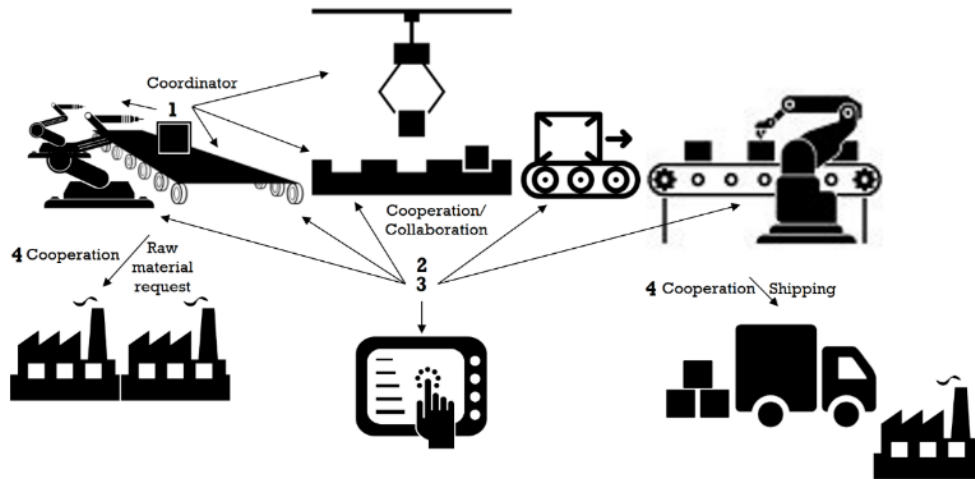 Coordinator
1
Cooperation/
Collaboration
2
3
4 Cooperation
Raw
material
request
4 Cooperation
Shipping